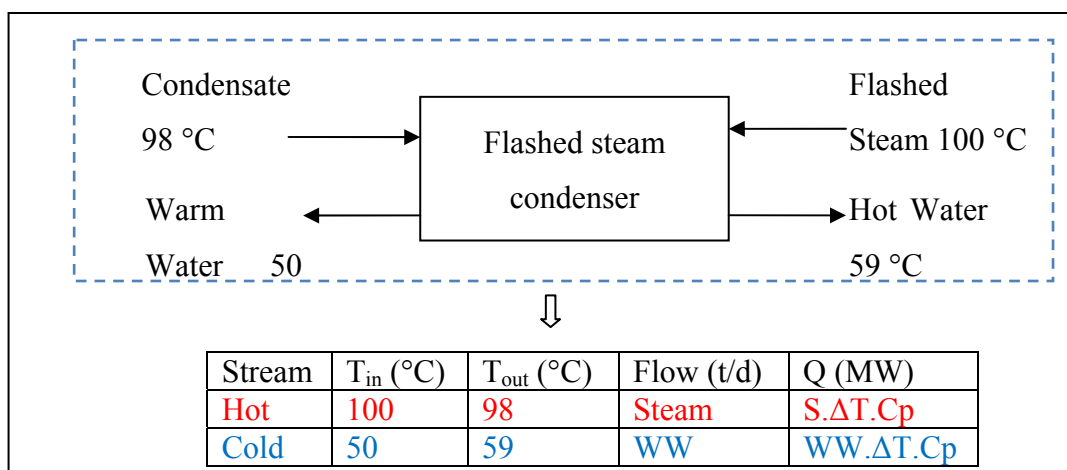 Condensate
98 °C
Warm
Water 50
Flashed steam
condenser
Flashed
Steam 100 °C
Hot Water
59 °C
Stream T_in (°C) T_out (°C) Flow (t/d) Q (MW)
Hot 100 98 Steam S.ΔT.Cp
Cold 50 59 WW WW.ΔT.Cp